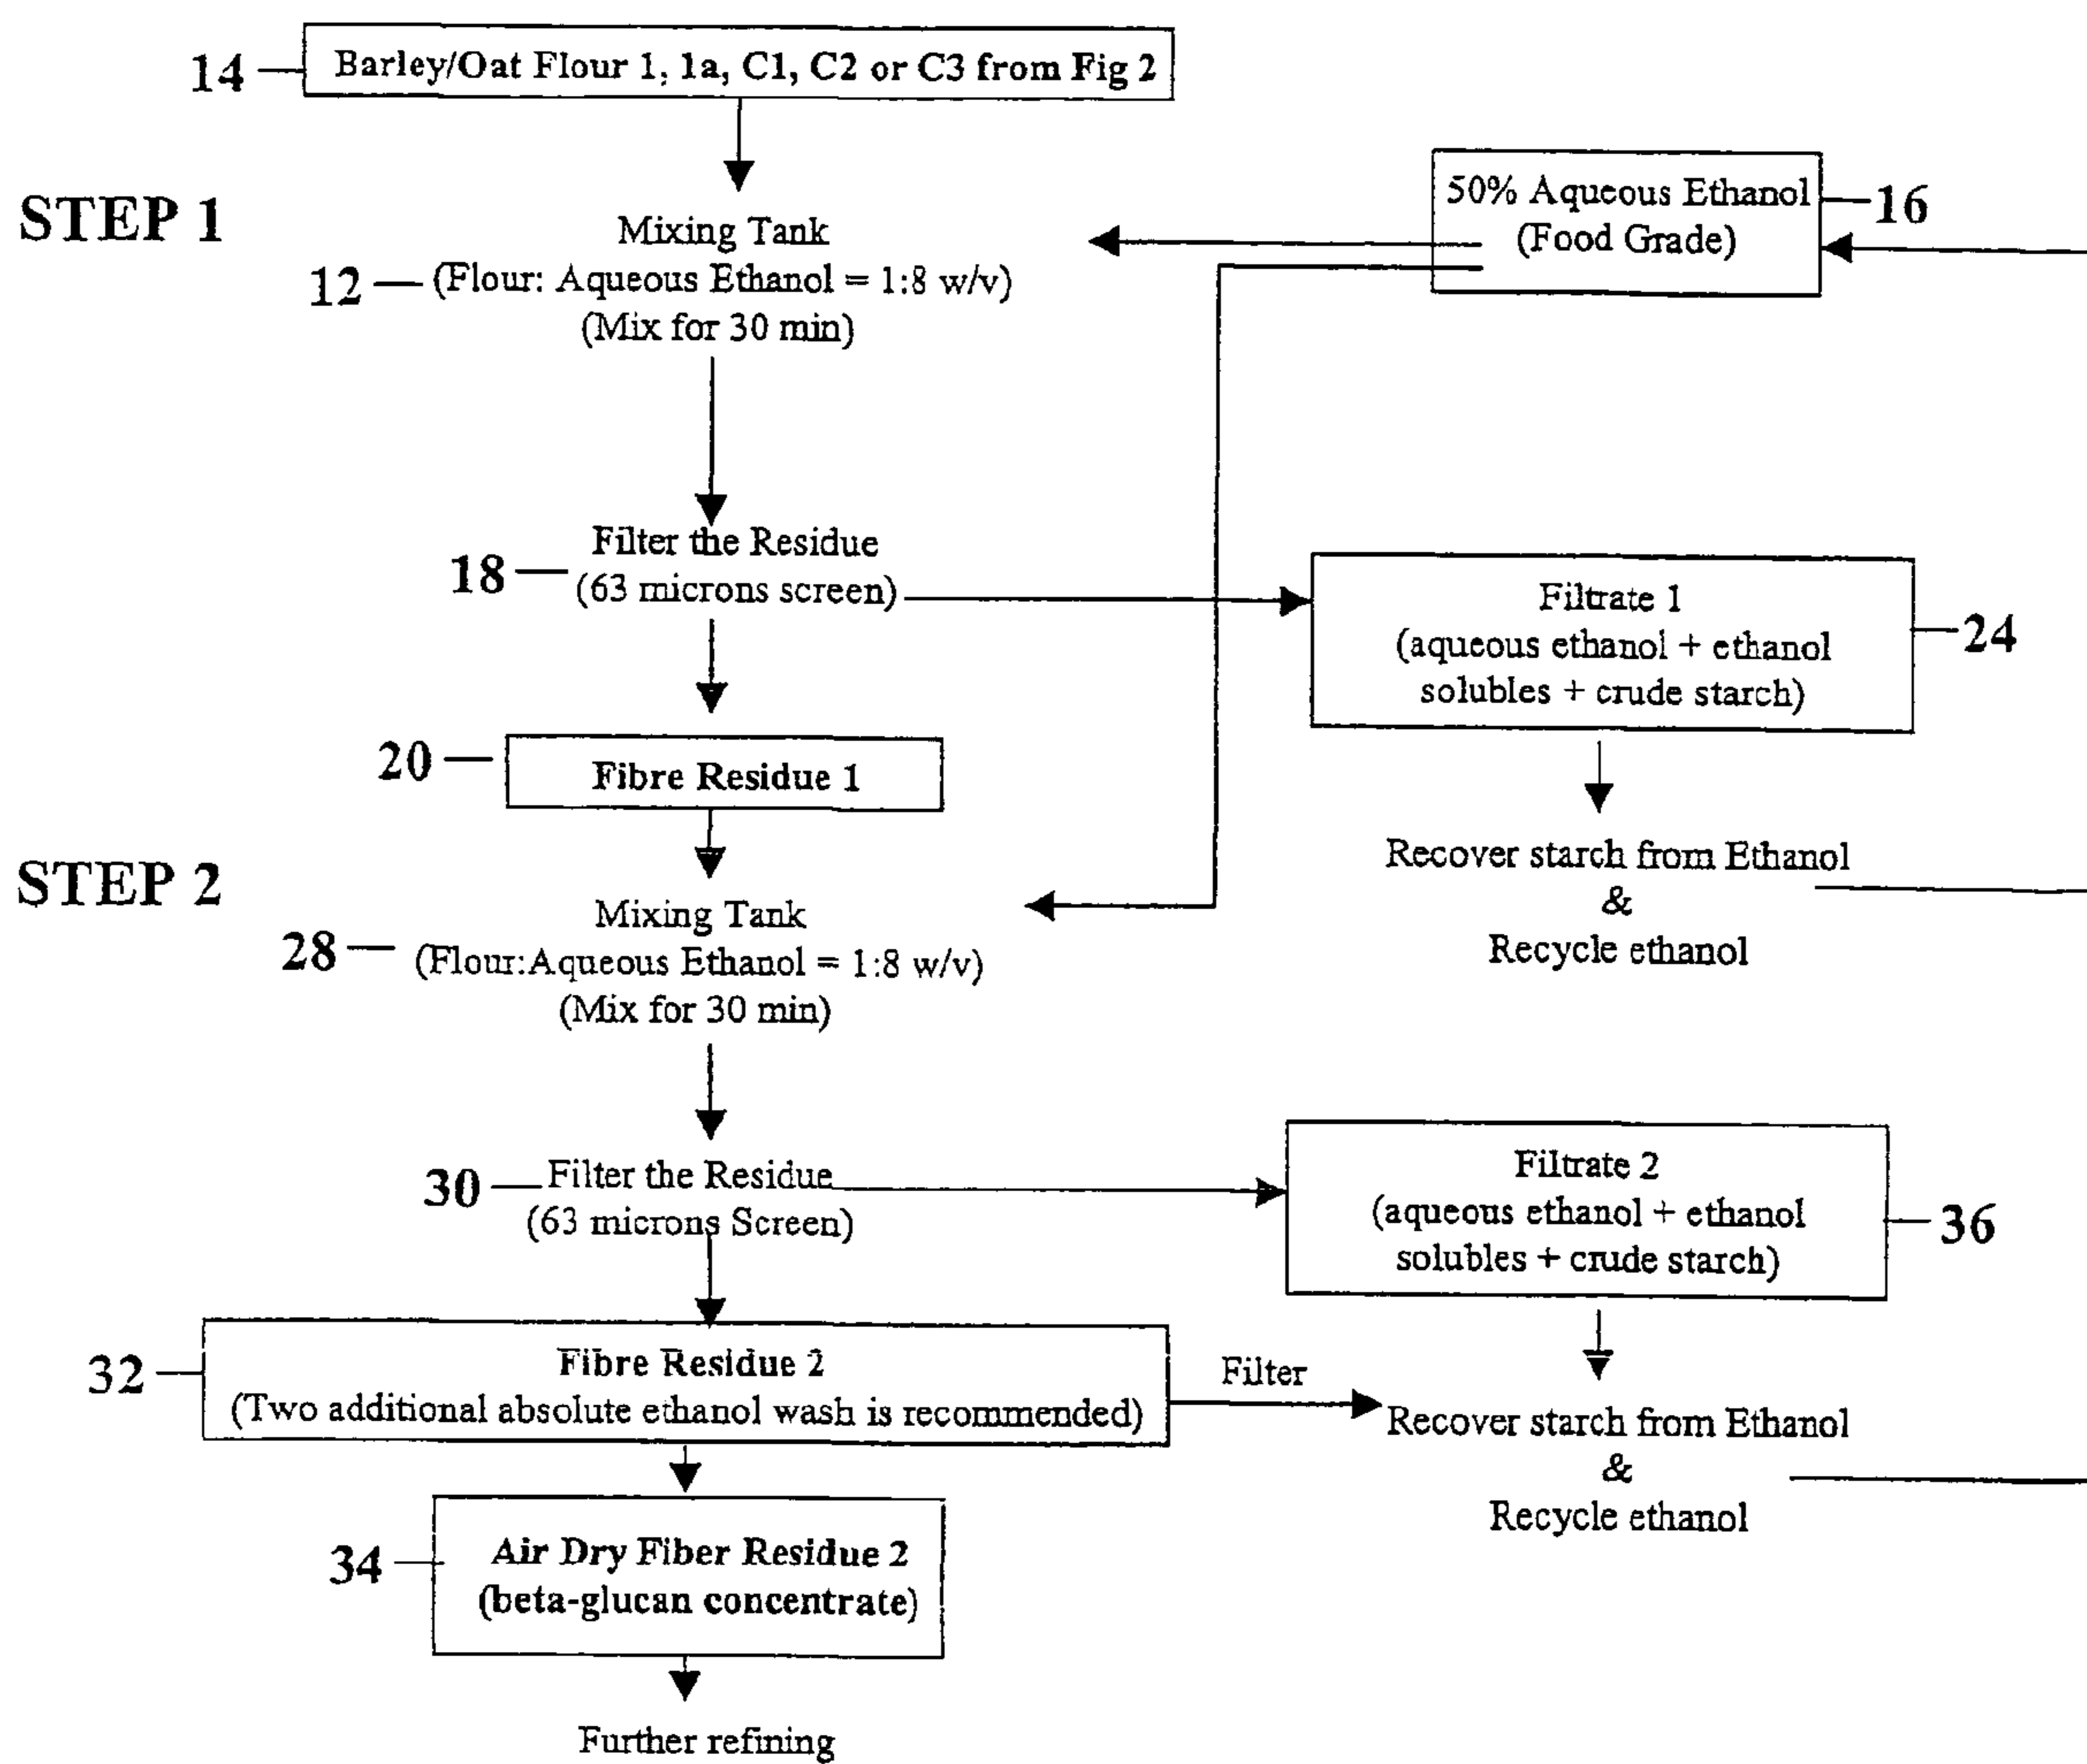 14
Barley/Oat Flour 1, 1a, C1, C2 or C3 from Fig 2
STEP 1
50% Aqueous Ethanol
(Food Grade)
16
Mixing Tank
12
(Flour: Aqueous Ethanol = 1:8 w/v)
(Mix for 30 min)
18
Filter the Residue
(63 microns screen)
Filtrate 1
(aqueous ethanol + ethanol
solubles + crude starch)
24
20
Fibre Residue 1
Recover starch from Ethanol
&
Recycle ethanol
STEP 2
Mixing Tank
28
(Flour:Aqueous Ethanol = 1:8 w/v)
(Mix for 30 min)
30
Filter the Residue
(63 microns Screen)
Filtrate 2
(aqueous ethanol + ethanol
solubles + crude starch)
36
32
Fibre Residue 2
(Two additional absolute ethanol wash is recommended)
Filter
Recover starch from Ethanol
&
Recycle ethanol
34
Air Dry Fiber Residue 2
(beta-glucan concentrate)
Further refining